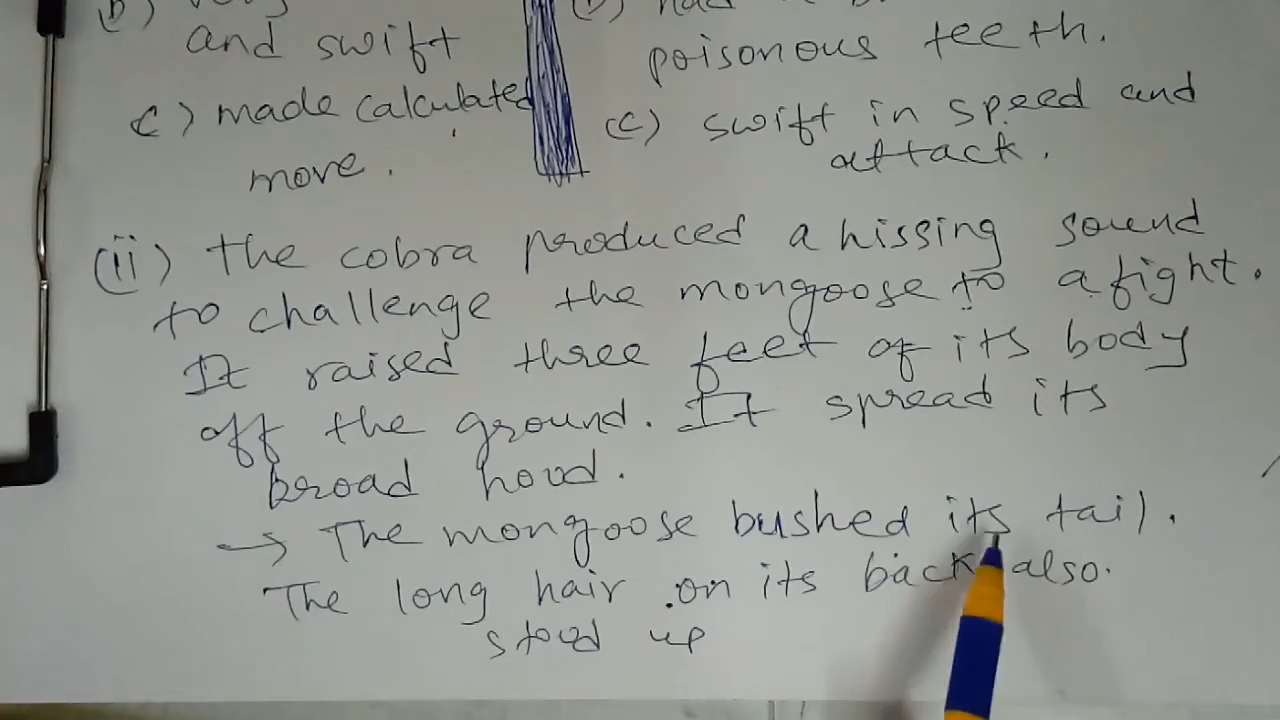 (b)
and swift
c) made calculated
move.
(b) had
poisonous teeth.
(c) swift in speed and
attack.
(ii) the cobra produced a hissing sound
to challenge the mongoose to a fight.
It raised three feet of its body
off the ground. It spread its
broad hood.
→ The mongoose bushed its tail.
The long hair on its back also.
stood up